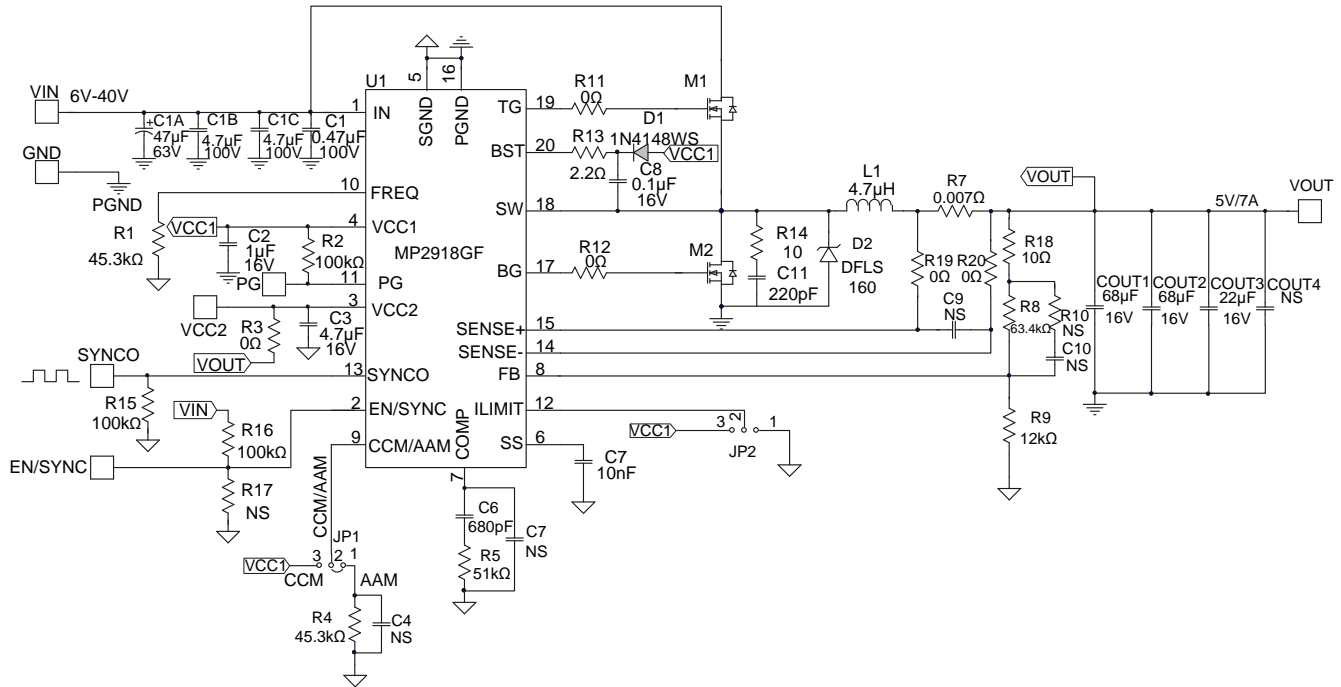 VIN
6V-40V
+C1A
47µF
63V
C1B
4.7µF
100V
C1C
4.7µF
100V
C1
0.47µF
100V
GND
PGND
U1
5
16
SGND
PGND
1
IN
10
FREQ
VCC1
4
VCC1
R1
45.3kΩ
C2
1µF
16V
R2
100kΩ
MP2918GF
PG
11
PG
VCC2
3
VCC2
R3
0Ω
C3
4.7µF
16V
VOUT
SYNCO
13
SYNCO
R15
100kΩ
VIN
2
EN/SYNC
R16
100kΩ
EN/SYNC
9
CCM/AAM
R17
NS
CCM/AAM
JP1
VCC1
3
2
1
CCM
AAM
R4
45.3kΩ
C4
NS
COMP
7
C6
680pF
R5
51kΩ
C7
NS
TG
19
R11
0Ω
M1
BST
20
R13
2.2Ω
D1
1N4148WS
VCC1
C8
0.1µF
16V
SW
18
BG
17
R12
0Ω
M2
R14
10
C11
220pF
D2
DFLS
160
L1
4.7µH
R7
0.007Ω
R19
0Ω
R20
0Ω
C9
NS
SENSE+
15
SENSE-
14
FB
8
ILIMIT
12
VCC1
3
2
1
JP2
SS
6
C7
10nF
VOUT
5V/7A
VOUT
R18
10Ω
R8
63.4kΩ
R10
NS
C10
NS
R9
12kΩ
COUT1
68µF
16V
COUT2
68µF
16V
COUT3
22µF
16V
COUT4
NS